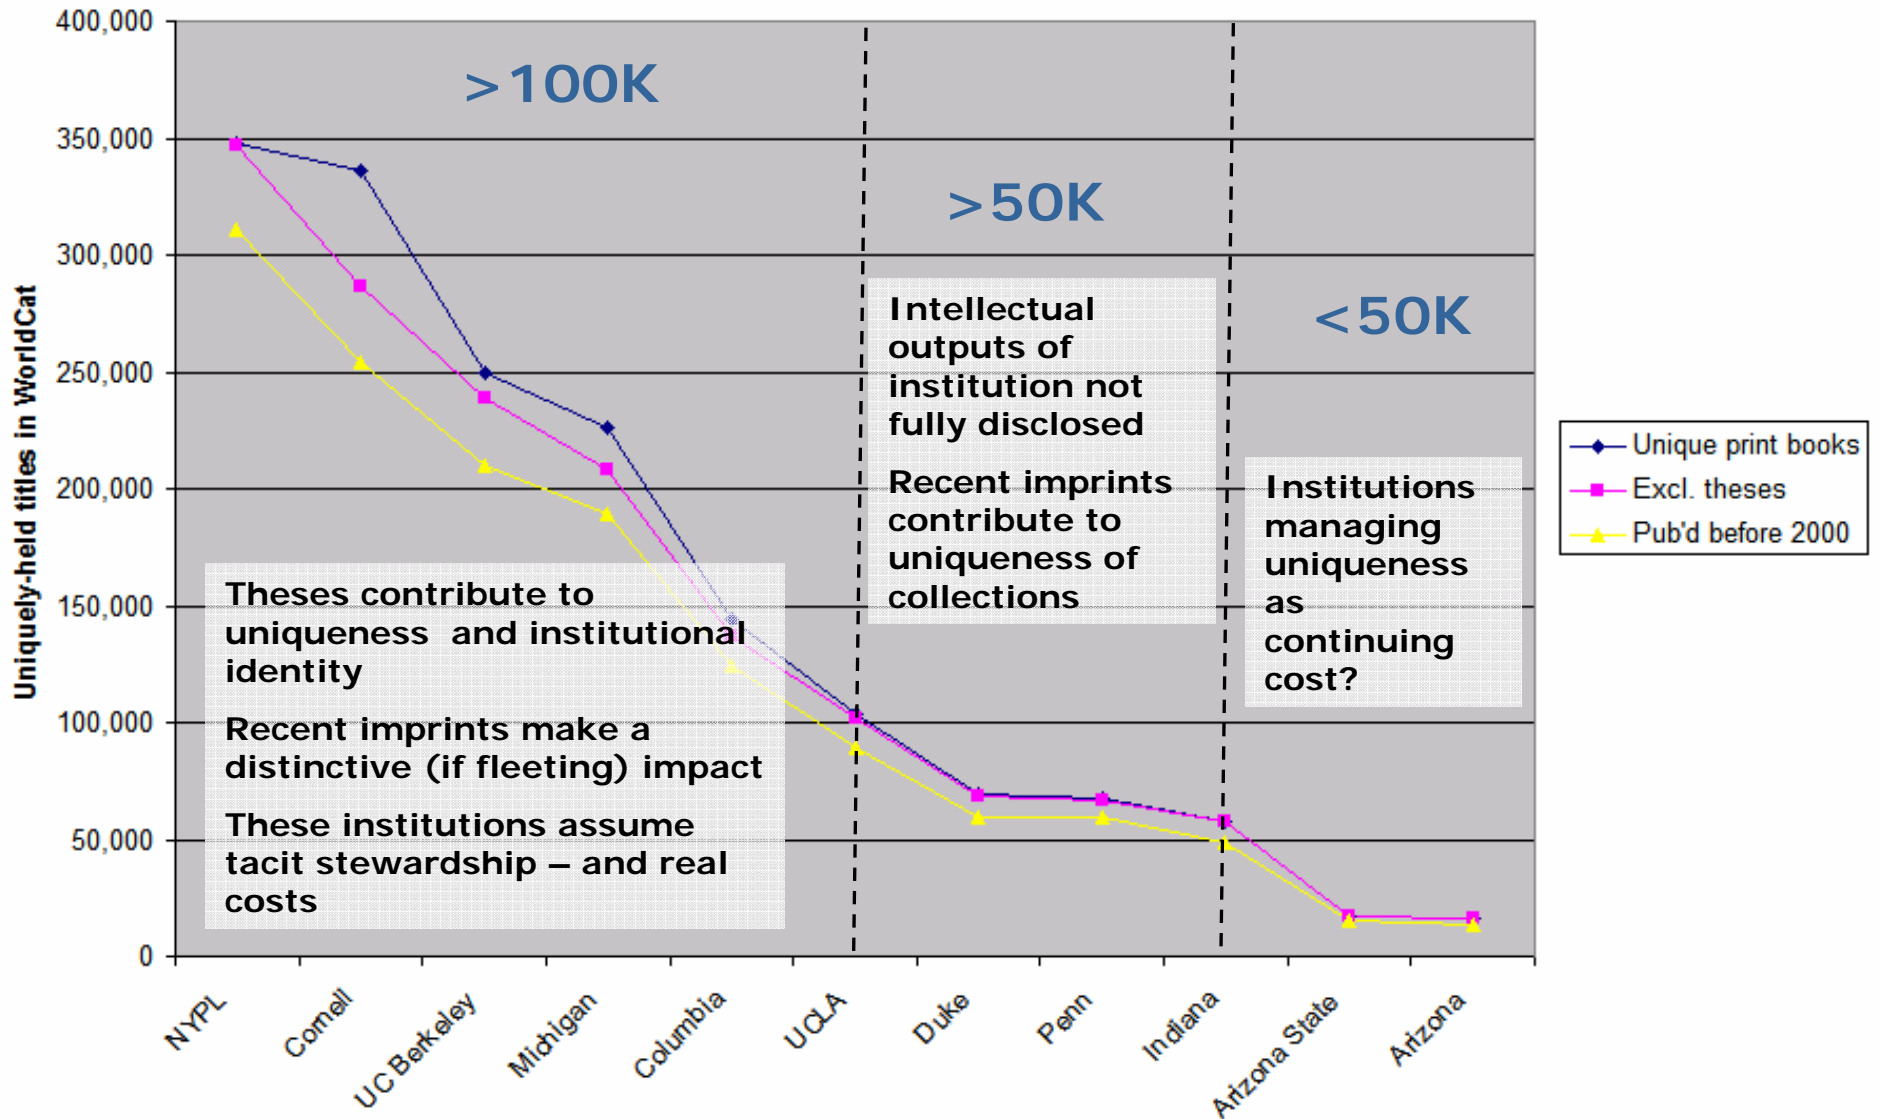 400,000
350,000
300,000
250,000
200,000
150,000
100,000
50,000
0
Uniquely-held titles in WorldCat
>100K
>50K
<50K
Theses contribute to
uniqueness and institutional
identity
Recent imprints make a
distinctive (if fleeting) impact
These institutions assume
tacit stewardship – and real
costs
Intellectual
outputs of
institution not
fully disclosed
Recent imprints
contribute to
uniqueness of
collections
Institutions
managing
uniqueness
as
continuing
cost?
Unique print books
Excl. theses
Pub'd before 2000
NYPL
Cornell
UC Berkeley
Michigan
Columbia
UCLA
Duke
Penn
Indiana
Arizona State
Arizona